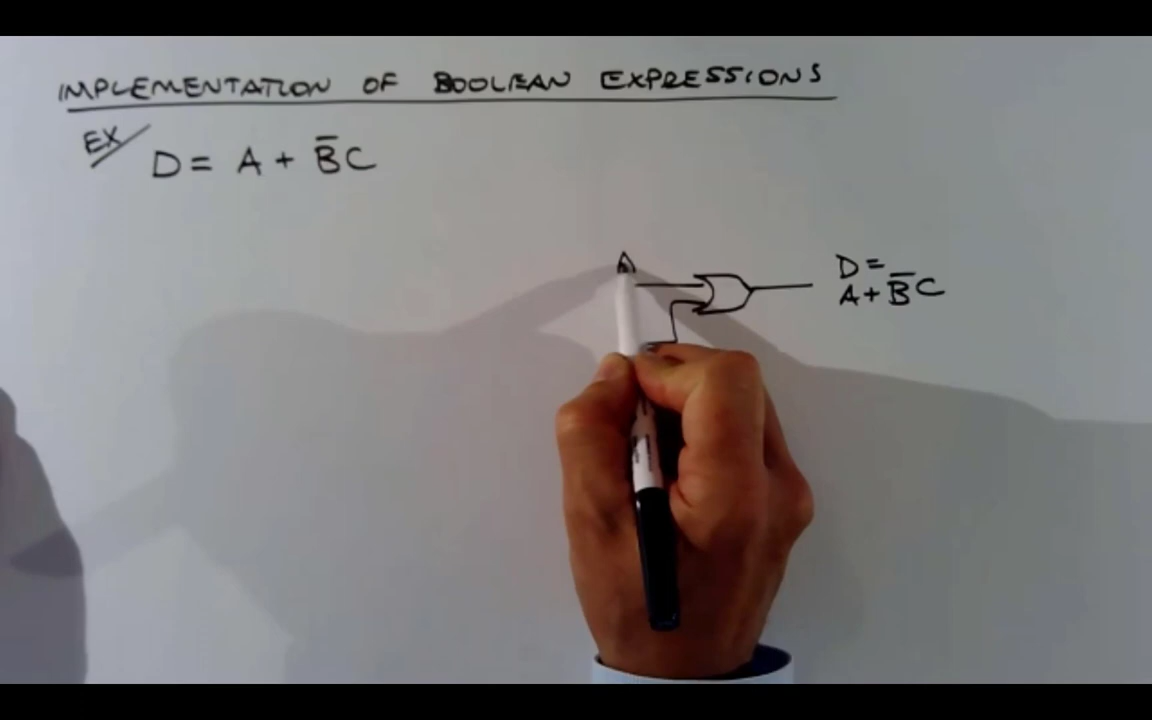 IMPLEMENTATION OF BOOLEAN EXPRESSIONS
EX D = A + B̅C
A
D =
A + B̅C